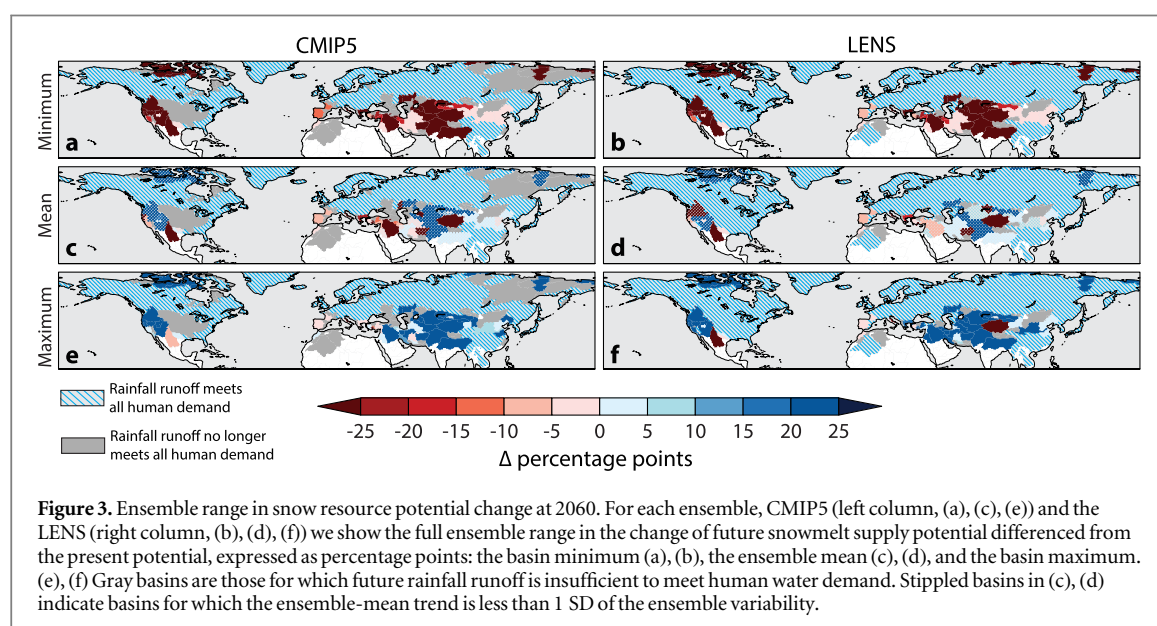 CMIP5
LENS
Minimum
a
b
Mean
c
d
Maximum
e
f
Rainfall runoff meets
all human demand
Rainfall runoff no longer
meets all human demand
-25 -20 -15 -10 -5 0 5 10 15 20 25
Δ percentage points
Figure 3. Ensemble range in snow resource potential change at 2060. For each ensemble, CMIP5 (left column, (a), (c), (e)) and the
LENS (right column, (b), (d), (f)) we show the full ensemble range in the change of future snowmelt supply potential differenced from
the present potential, expressed as percentage points: the basin minimum (a), (b), the ensemble mean (c), (d), and the basin maximum.
(e), (f) Gray basins are those for which future rainfall runoff is insufficient to meet human water demand. Stippled basins in (c), (d)
indicate basins for which the ensemble-mean trend is less than 1 SD of the ensemble variability.